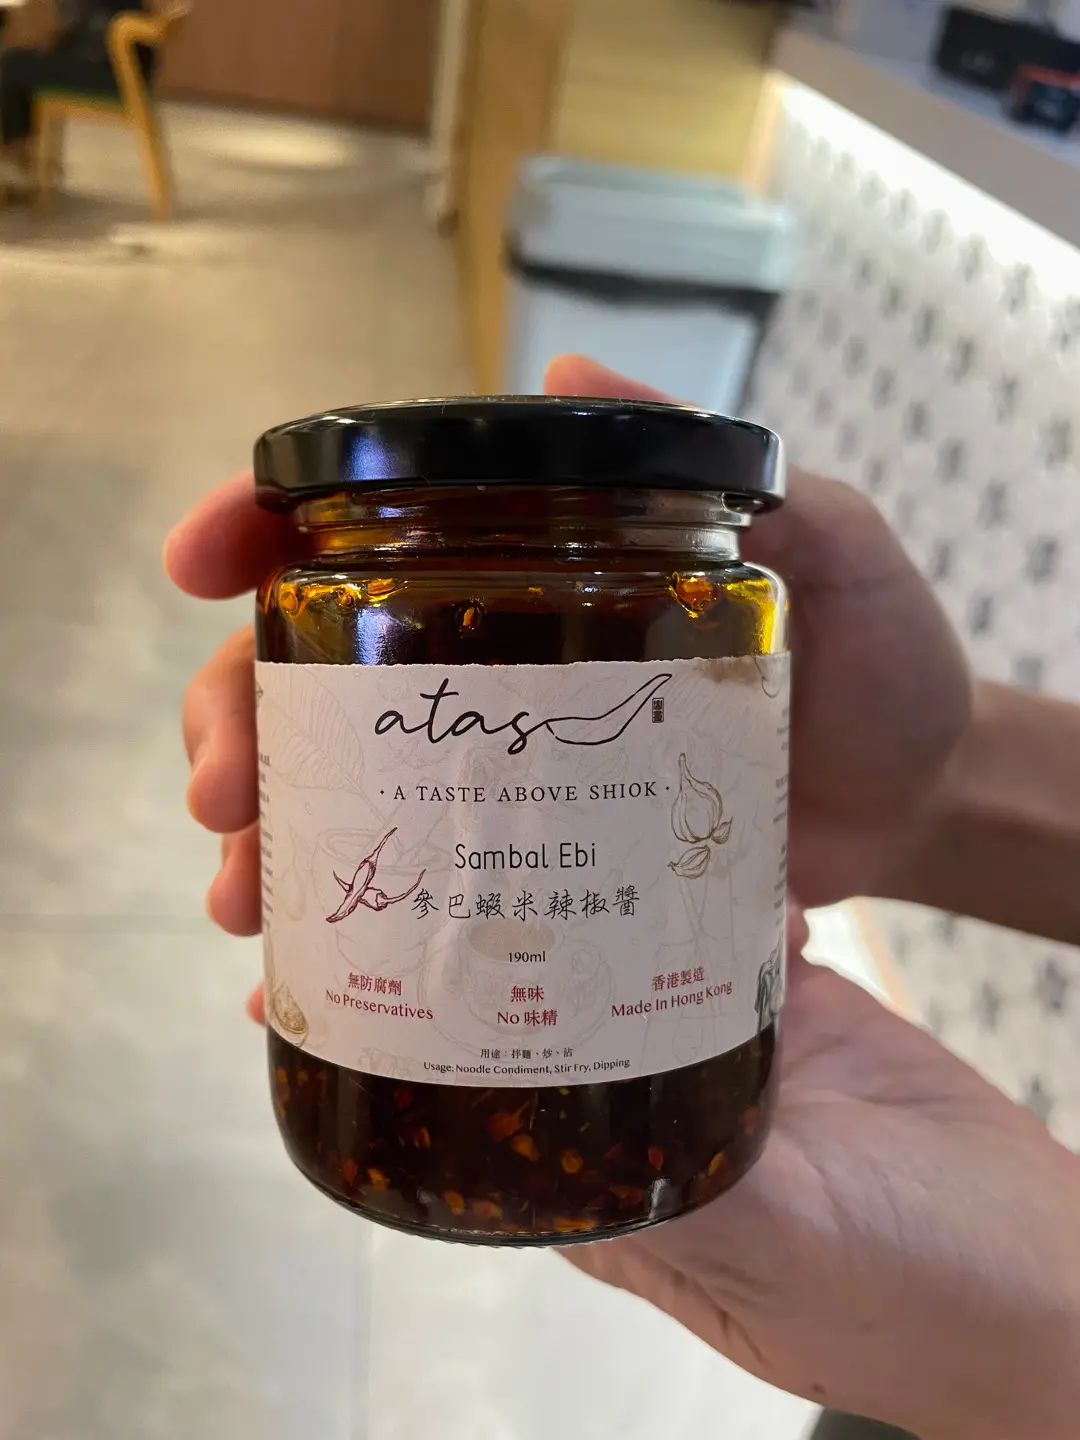 atas
· A TASTE ABOVE SHIOK ·
Sambal Ebi
參巴蝦米辣椒醬
190ml
無防腐劑
No Preservatives
無味
No 味精
香港製造
Made In Hong Kong
用途：拌麵、炒、沾
Usage: Noodle Condiment, Stir Fry, Dipping